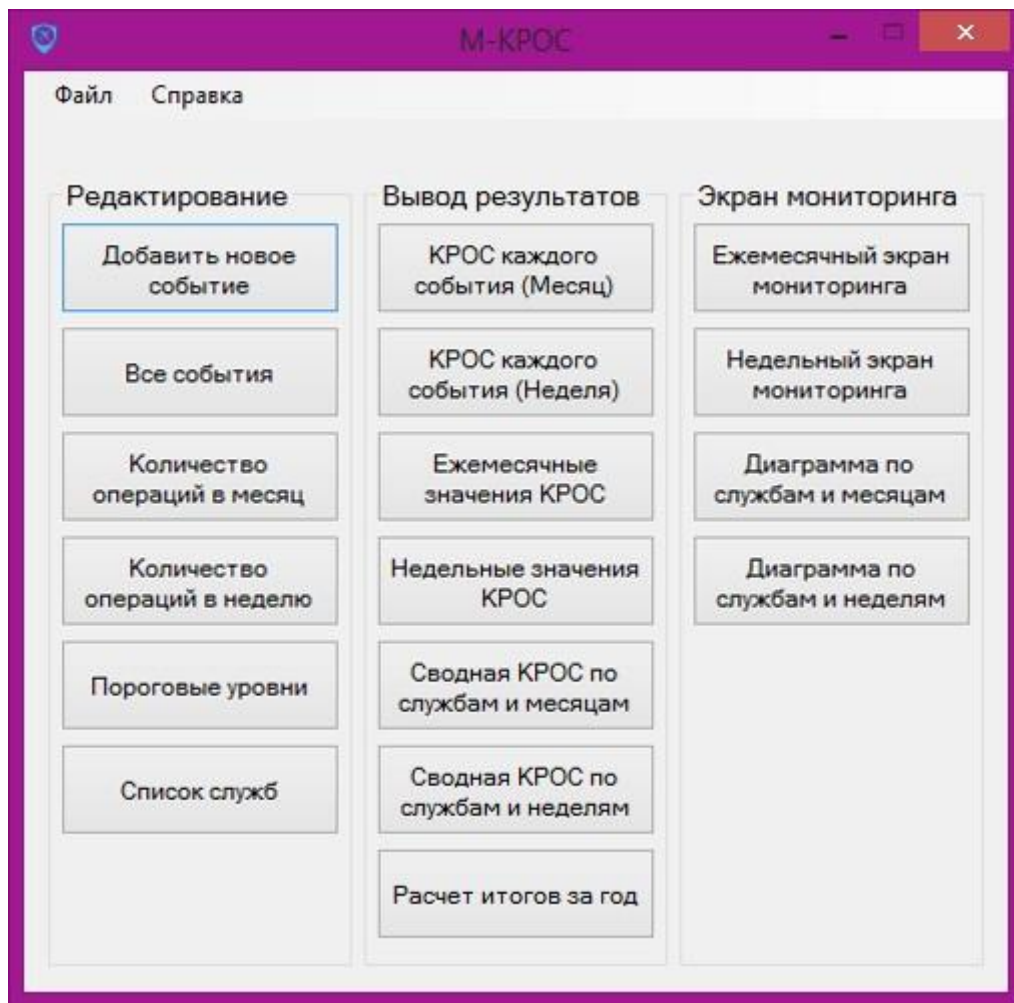 М-КРОС
Файл Справка
Редактирование
Добавить новое
событие
Все события
Количество
операций в месяц
Количество
операций в неделю
Пороговые уровни
Список служб
Вывод результатов
КРОС каждого
события (Месяц)
КРОС каждого
события (Неделя)
Ежемесячные
значения КРОС
Недельные значения
КРОС
Сводная КРОС по
службам и месяцам
Сводная КРОС по
службам и неделям
Расчет итогов за год
Экран мониторинга
Ежемесячный экран
мониторинга
Недельный экран
мониторинга
Диаграмма по
службам и месяцам
Диаграмма по
службам и неделям